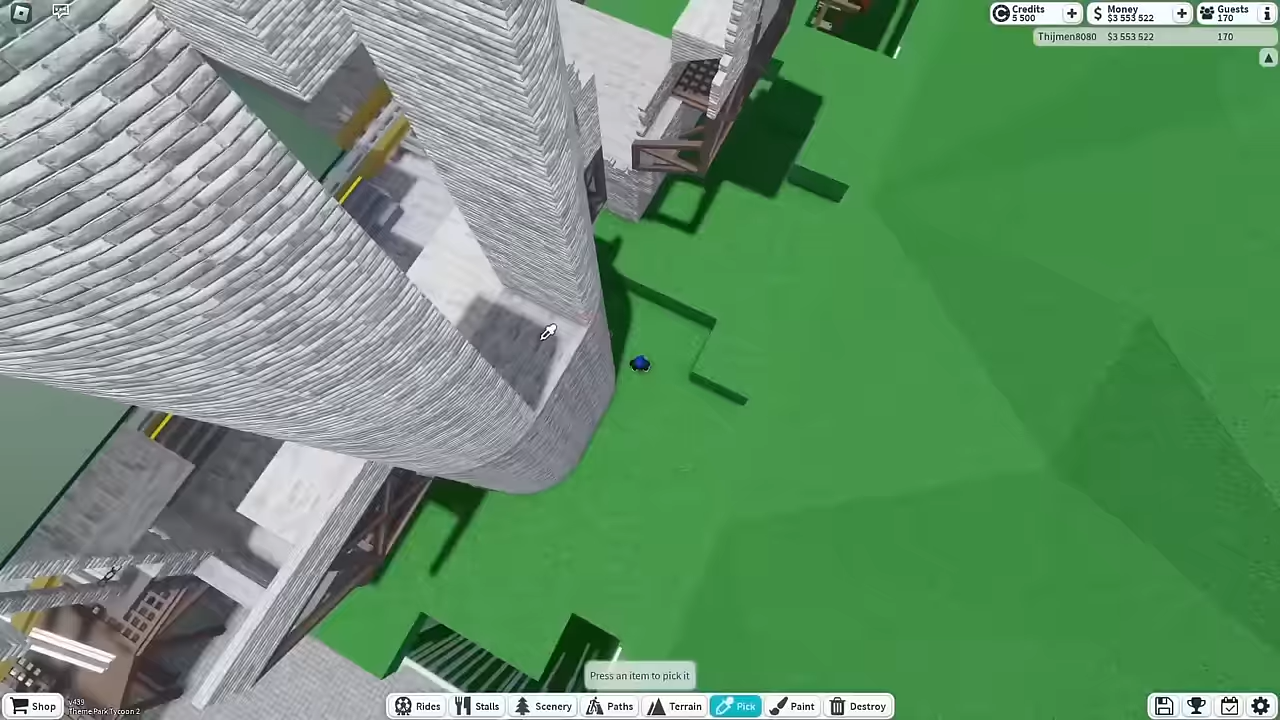 Credits
5 500
Money
$3 553 522
Guests
170
Thijmen8080 $3 553 522 170
Press an item to pick it
Shop
v439
Theme Park Tycoon 2
Rides
Stalls
Scenery
Paths
Terrain
Pick
Paint
Destroy